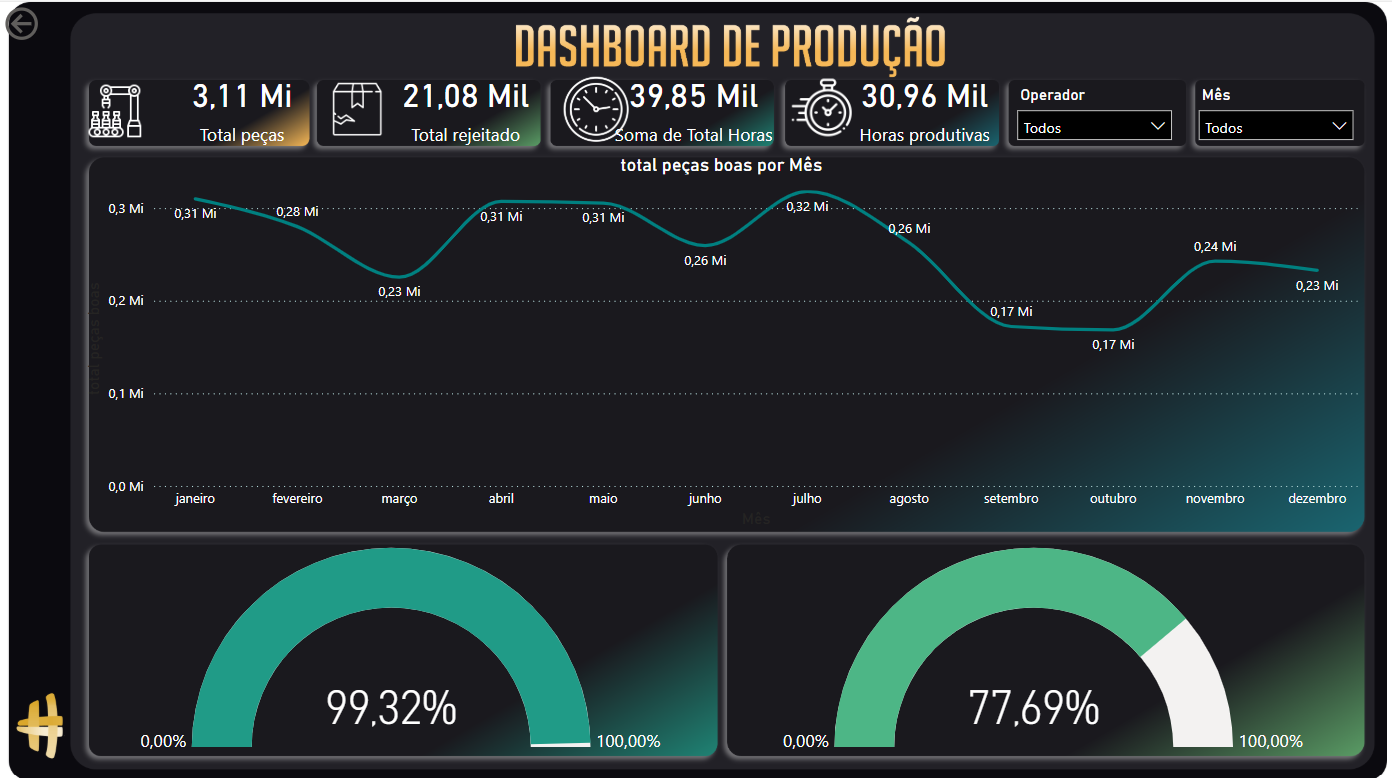 DASHBOARD DE PRODUÇÃO
3,11 Mi
Total peças
21,08 Mil
Total rejeitado
39,85 Mil
Soma de Total Horas
30,96 Mil
Horas produtivas
Operador
Todos
Mês
Todos
total peças boas por Mês
0,3 Mi
0,2 Mi
0,1 Mi
0,0 Mi
total peças boas
0,31 Mi
0,28 Mi
0,23 Mi
0,31 Mi
0,31 Mi
0,26 Mi
0,32 Mi
0,26 Mi
0,17 Mi
0,17 Mi
0,24 Mi
0,23 Mi
janeiro
fevereiro
março
abril
maio
junho
julho
agosto
setembro
outubro
novembro
dezembro
Mês
99,32%
0,00%
100,00%
77,69%
0,00%
100,00%